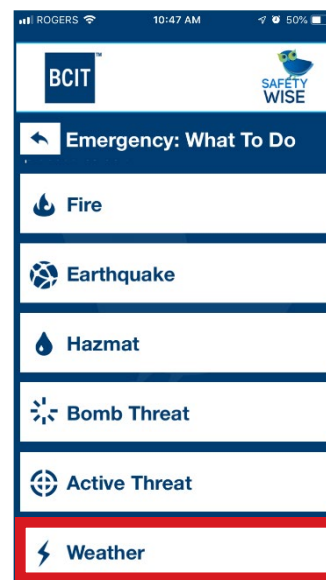 ROGERS 10:47 AM 50%
BCIT™
SAFETY
WISE
Emergency: What To Do
Fire
Earthquake
Hazmat
Bomb Threat
Active Threat
Weather